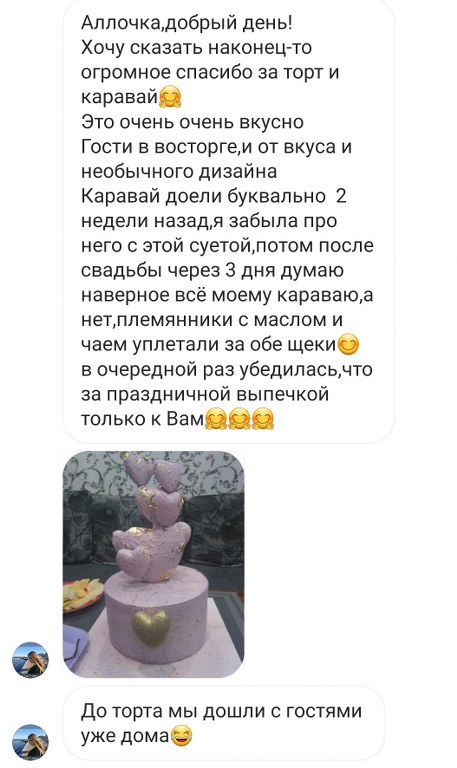 Аллочка,добрый день!
Хочу сказать наконец-то
огромное спасибо за торт и
каравай🤗
Это очень очень вкусно
Гости в восторге,и от вкуса и
необычного дизайна
Каравай доели буквально  2
недели назад,я забыла про
него с этой суетой,потом после
свадьбы через 3 дня думаю
наверное всё моему караваю,а
нет,племянники с маслом и
чаем уплетали за обе щеки😊
в очередной раз убедилась,что
за праздничной выпечкой
только к Вам🤗🤗🤗
До торта мы дошли с гостями
уже дома😂